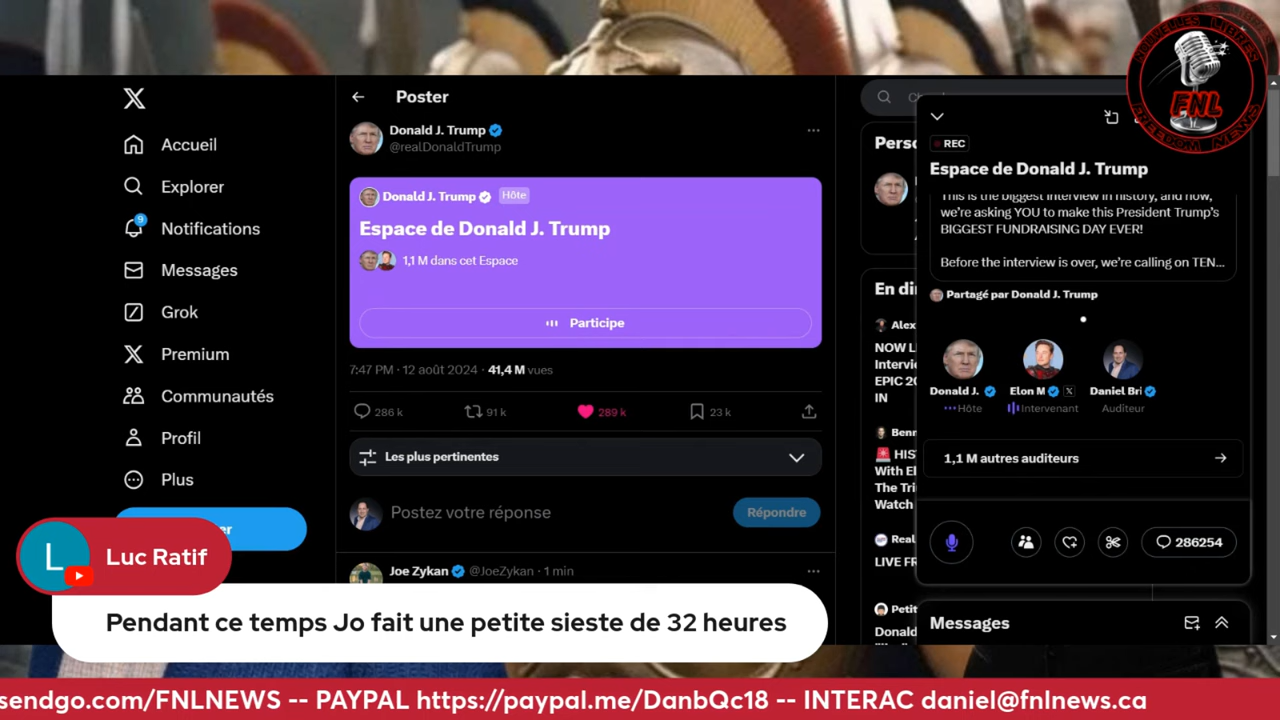 X
Accueil
Explorer
9
Notifications
Messages
Grok
Premium
Communautés
Profil
Plus
Poster
Donald J. Trump
@realDonaldTrump
Donald J. Trump Hôte
Espace de Donald J. Trump
1,1 M dans cet Espace
Participe
7:47 PM · 12 août 2024 · 41,4 M vues
286 k 91 k 289 k 23 k
Les plus pertinentes
Postez votre réponse
Répondre
Joe Zykan @JoeZykan · 1 min
En di
Alex
NOW L
Intervi
EPIC 20
IN
Benn
HIS
With El
The Tri
Watch
Real
LIVE FR
Petit
Donald
REC
Espace de Donald J. Trump
This is the biggest interview in history, and now,
we're asking YOU to make this President Trump's
BIGGEST FUNDRAISING DAY EVER!
Before the interview is over, we're calling on TEN...
Partagé par Donald J. Trump
Donald J. Elon M X Daniel Bri
Hôte Intervenant Auditeur
1,1 M autres auditeurs
286254
Messages
FNL
FREEDOM NEWS
L
Luc Ratif
Pendant ce temps Jo fait une petite sieste de 32 heures
sendgo.com/FNLNEWS -- PAYPAL https://paypal.me/DanbQc18 -- INTERAC daniel@fnlnews.ca